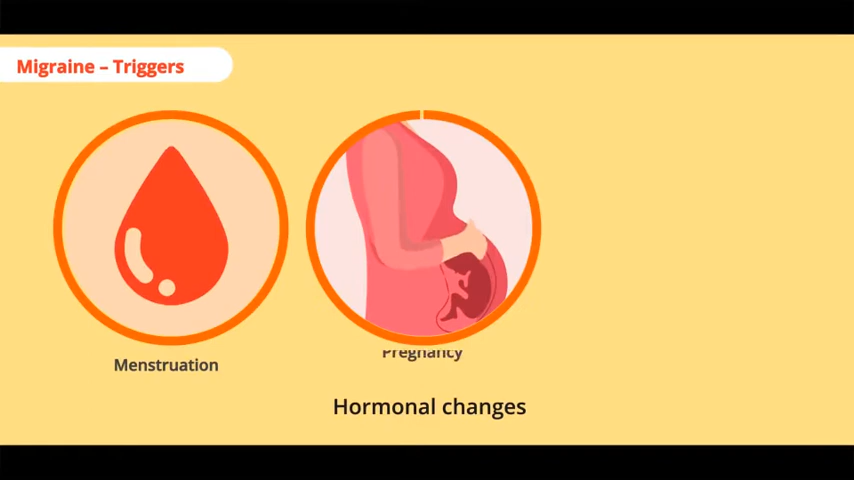 Migraine – Triggers
Menstruation
Pregnancy
Hormonal changes